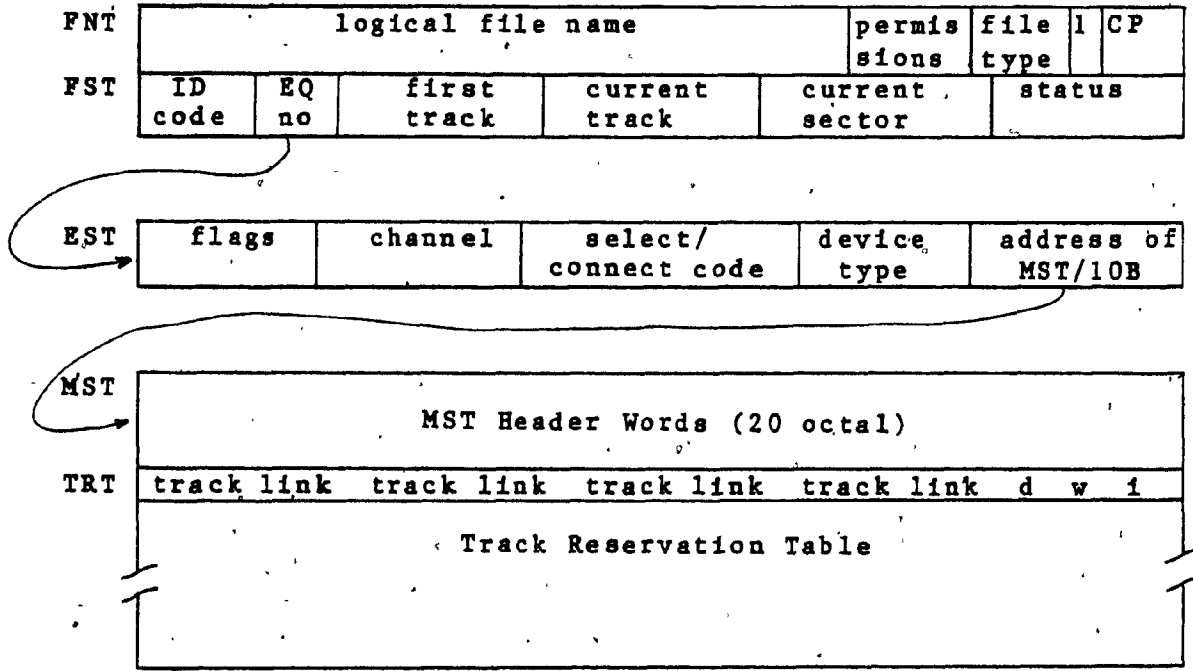 FNT logical file name permis file l CP
sions type
FST ID EQ first current current status
code no track track sector
EST flags channel select/ device address of
connect code type MST/10B
MST
MST Header Words (20 octal)
TRT track link track link track link track link d w i
Track Reservation Table